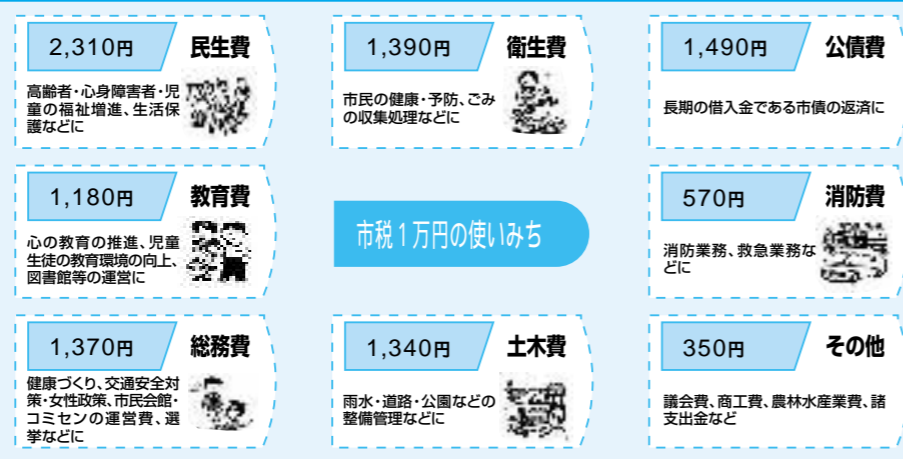 2,310円 民生費
高齢者・心身障害者・児
童の福祉増進、生活保
護などに
1,390円 衛生費
市民の健康・予防、ごみ
の収集処理などに
1,490円 公債費
長期の借入金である市債の返済に
1,180円 教育費
心の教育の推進、児童
生徒の教育環境の向上、
図書館等の運営に
市税1万円の使いみち
570円 消防費
消防業務、救急業務な
どに
1,370円 総務費
健康づくり、交通安全対
策・女性政策、市民会館・
コミセンの運営費、選
挙などに
1,340円 土木費
雨水・道路・公園などの
整備管理などに
350円 その他
議会費、商工費、農林水産業費、諸
支出金など